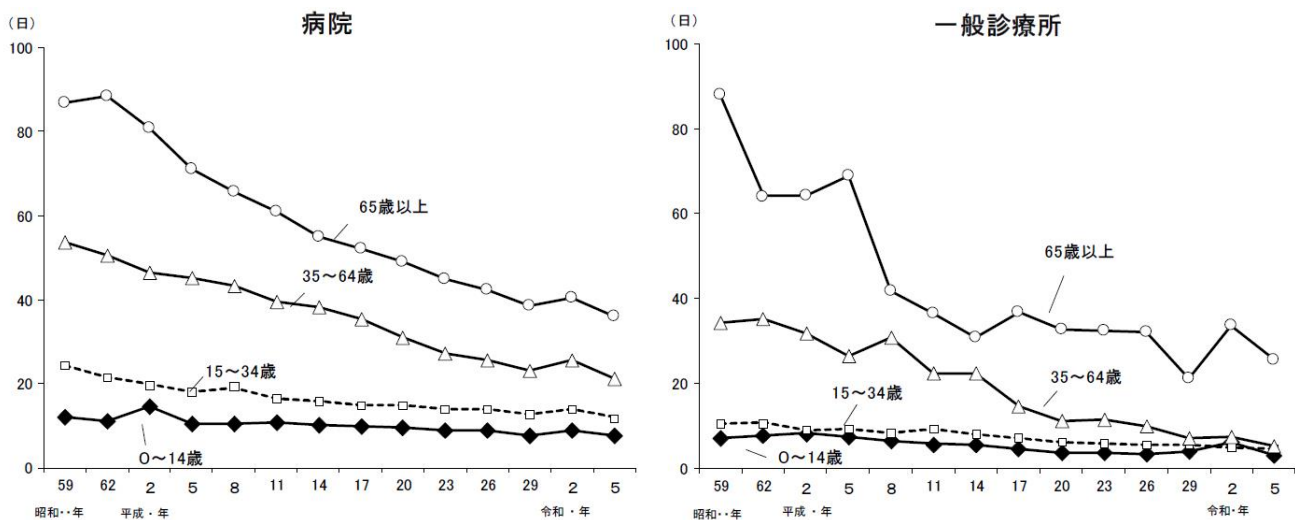 病院
（日）
100
80
60
40
20
0
65歳以上
35～64歳
15～34歳
0～14歳
59 62 2 5 8 11 14 17 20 23 26 29 2 5
昭和・・年 平成・年 令和・年
一般診療所
（日）
100
80
60
40
20
0
65歳以上
35～64歳
15～34歳
0～14歳
59 62 2 5 8 11 14 17 20 23 26 29 2 5
昭和・・年 平成・年 令和・年